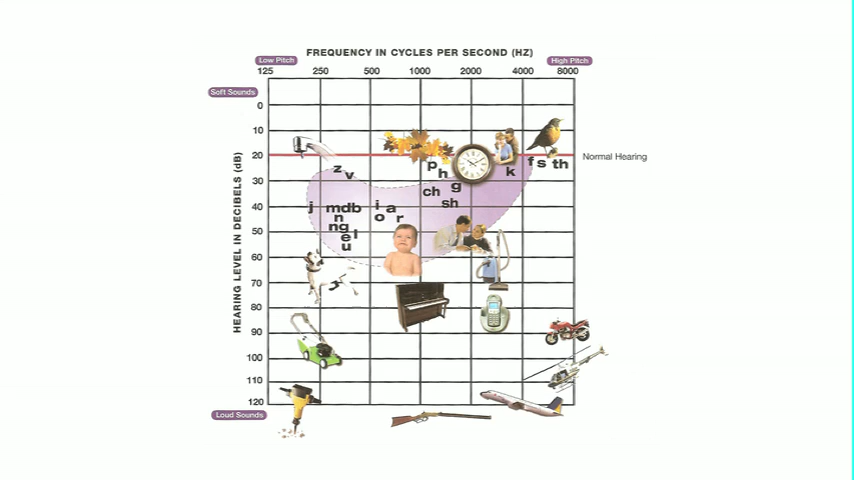 FREQUENCY IN CYCLES PER SECOND (HZ)
Low Pitch
High Pitch
125 250 500 1000 2000 4000 8000
Soft Sounds
HEARING LEVEL IN DECIBELS (dB)
0
10
20
Normal Hearing
30
40
50
60
70
80
90
100
110
120
z v
p
h
g
ch
sh
k
f s th
j
mdb
n
ng
e l
u
i a
o r
Loud Sounds